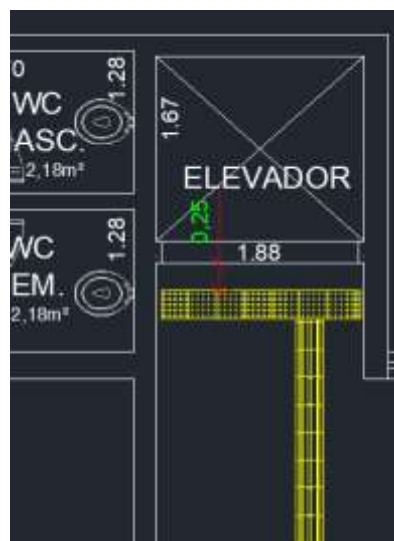 0
1.28
WC
ASC.
2,18m²
1.67
ELEVADOR
0,25
1.28
WC
EM.
2,18m²
1.88